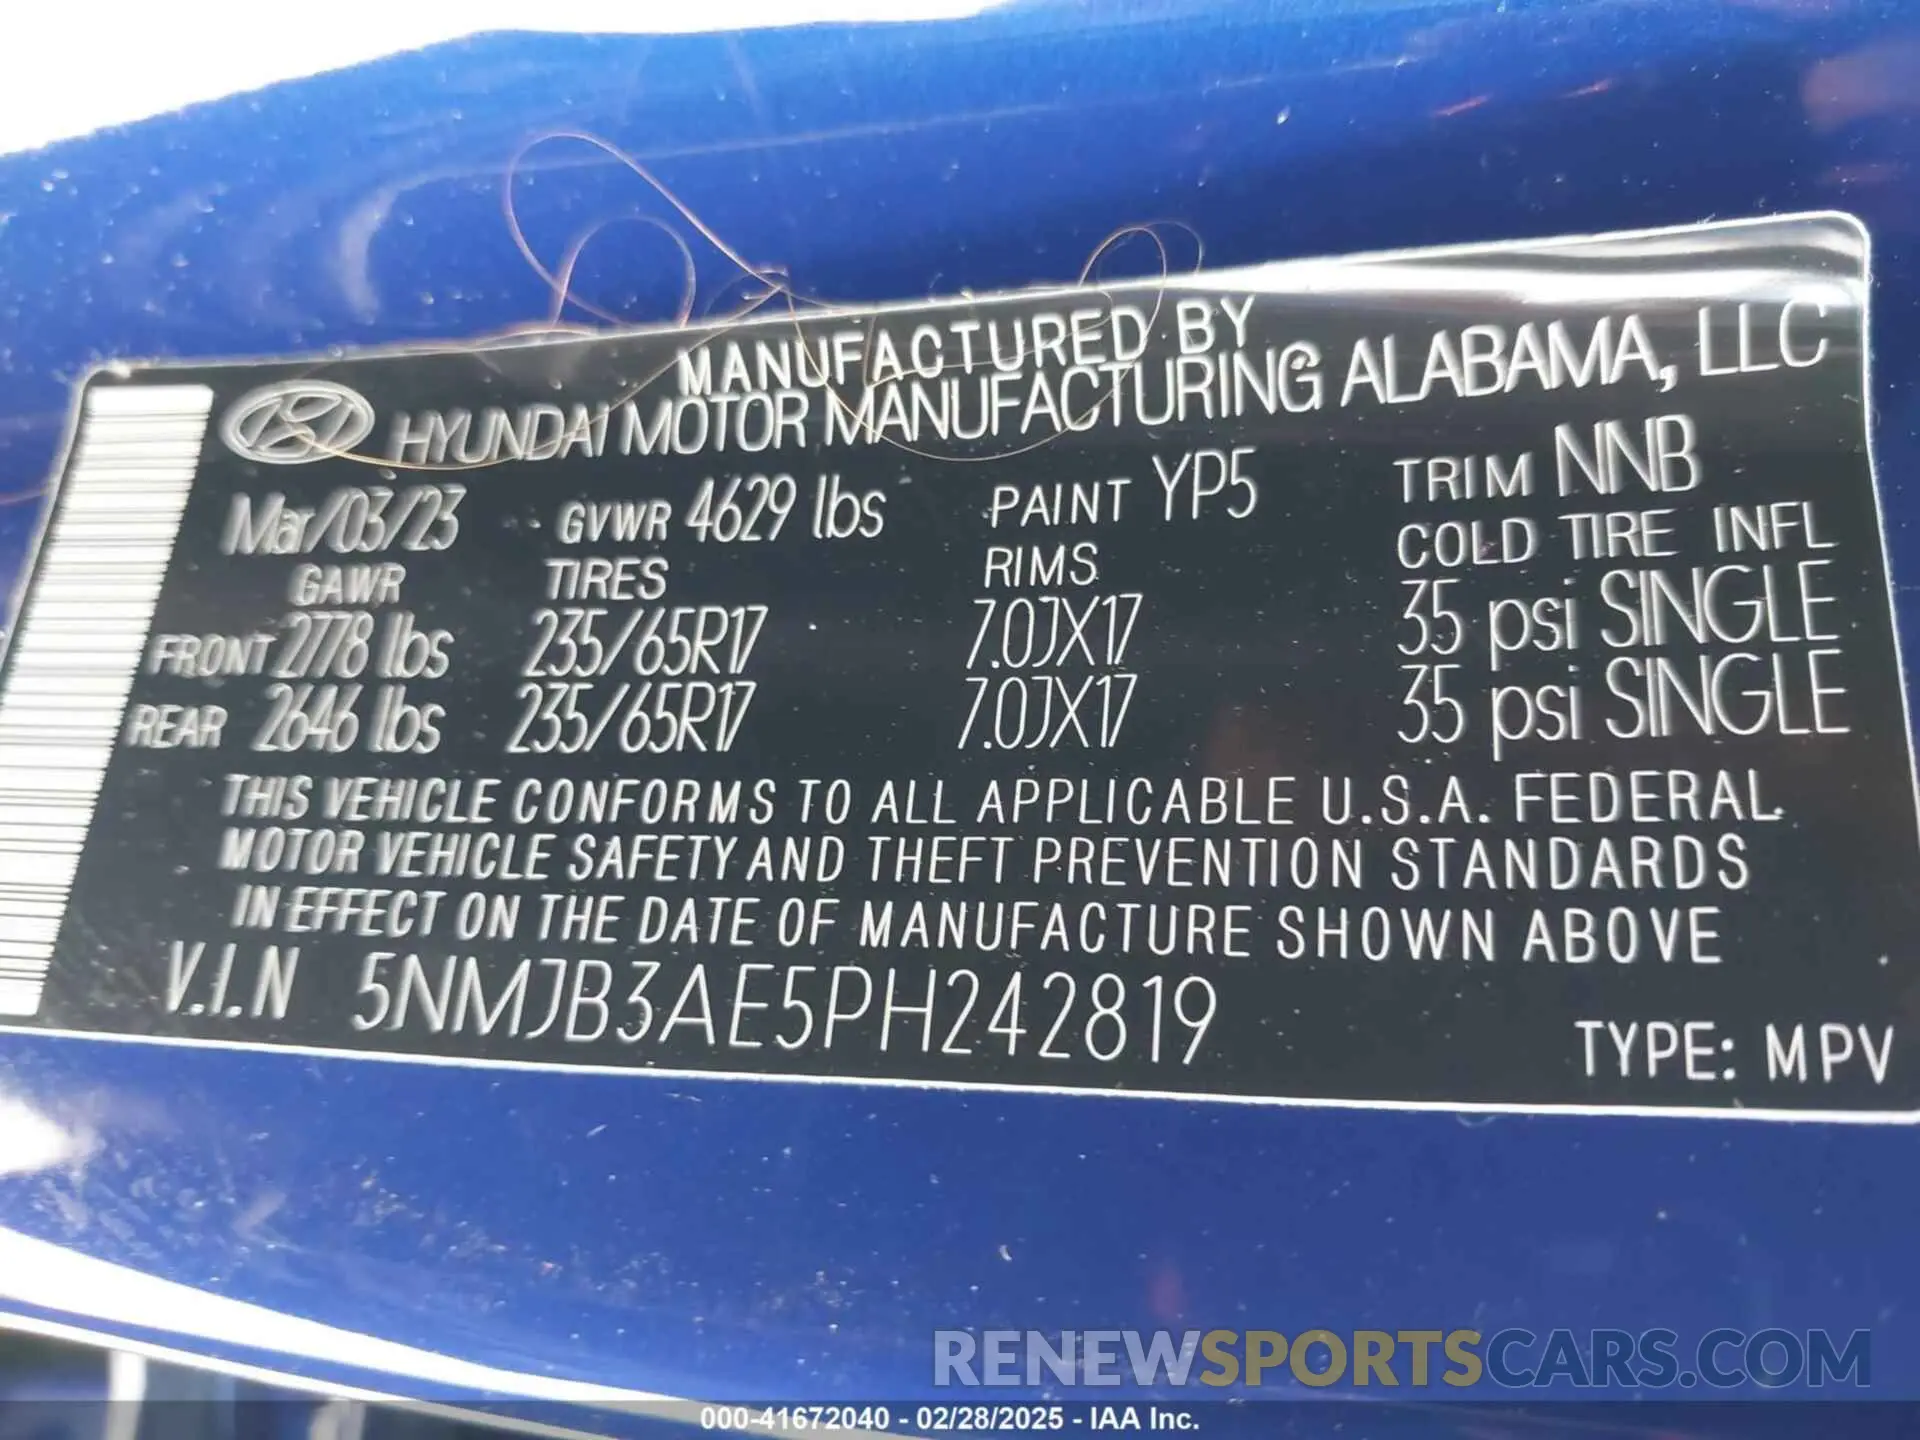 MANUFACTURED BY
HYUNDAI MOTOR MANUFACTURING ALABAMA, LLC
Mar/03/23 GVWR 4629 lbs PAINT YP5 TRIM NNB
GAWR TIRES RIMS COLD TIRE INFL
FRONT 2778 lbs 235/65R17 7.0JX17 35 psi SINGLE
REAR 2646 lbs 235/65R17 7.0JX17 35 psi SINGLE
THIS VEHICLE CONFORMS TO ALL APPLICABLE U.S.A. FEDERAL
MOTOR VEHICLE SAFETY AND THEFT PREVENTION STANDARDS
IN EFFECT ON THE DATE OF MANUFACTURE SHOWN ABOVE
V.I.N 5NMJB3AE5PH242819
TYPE: MPV
RENEWSPORTSCARS.COM
000-41672040 - 02/28/2025 - IAA Inc.